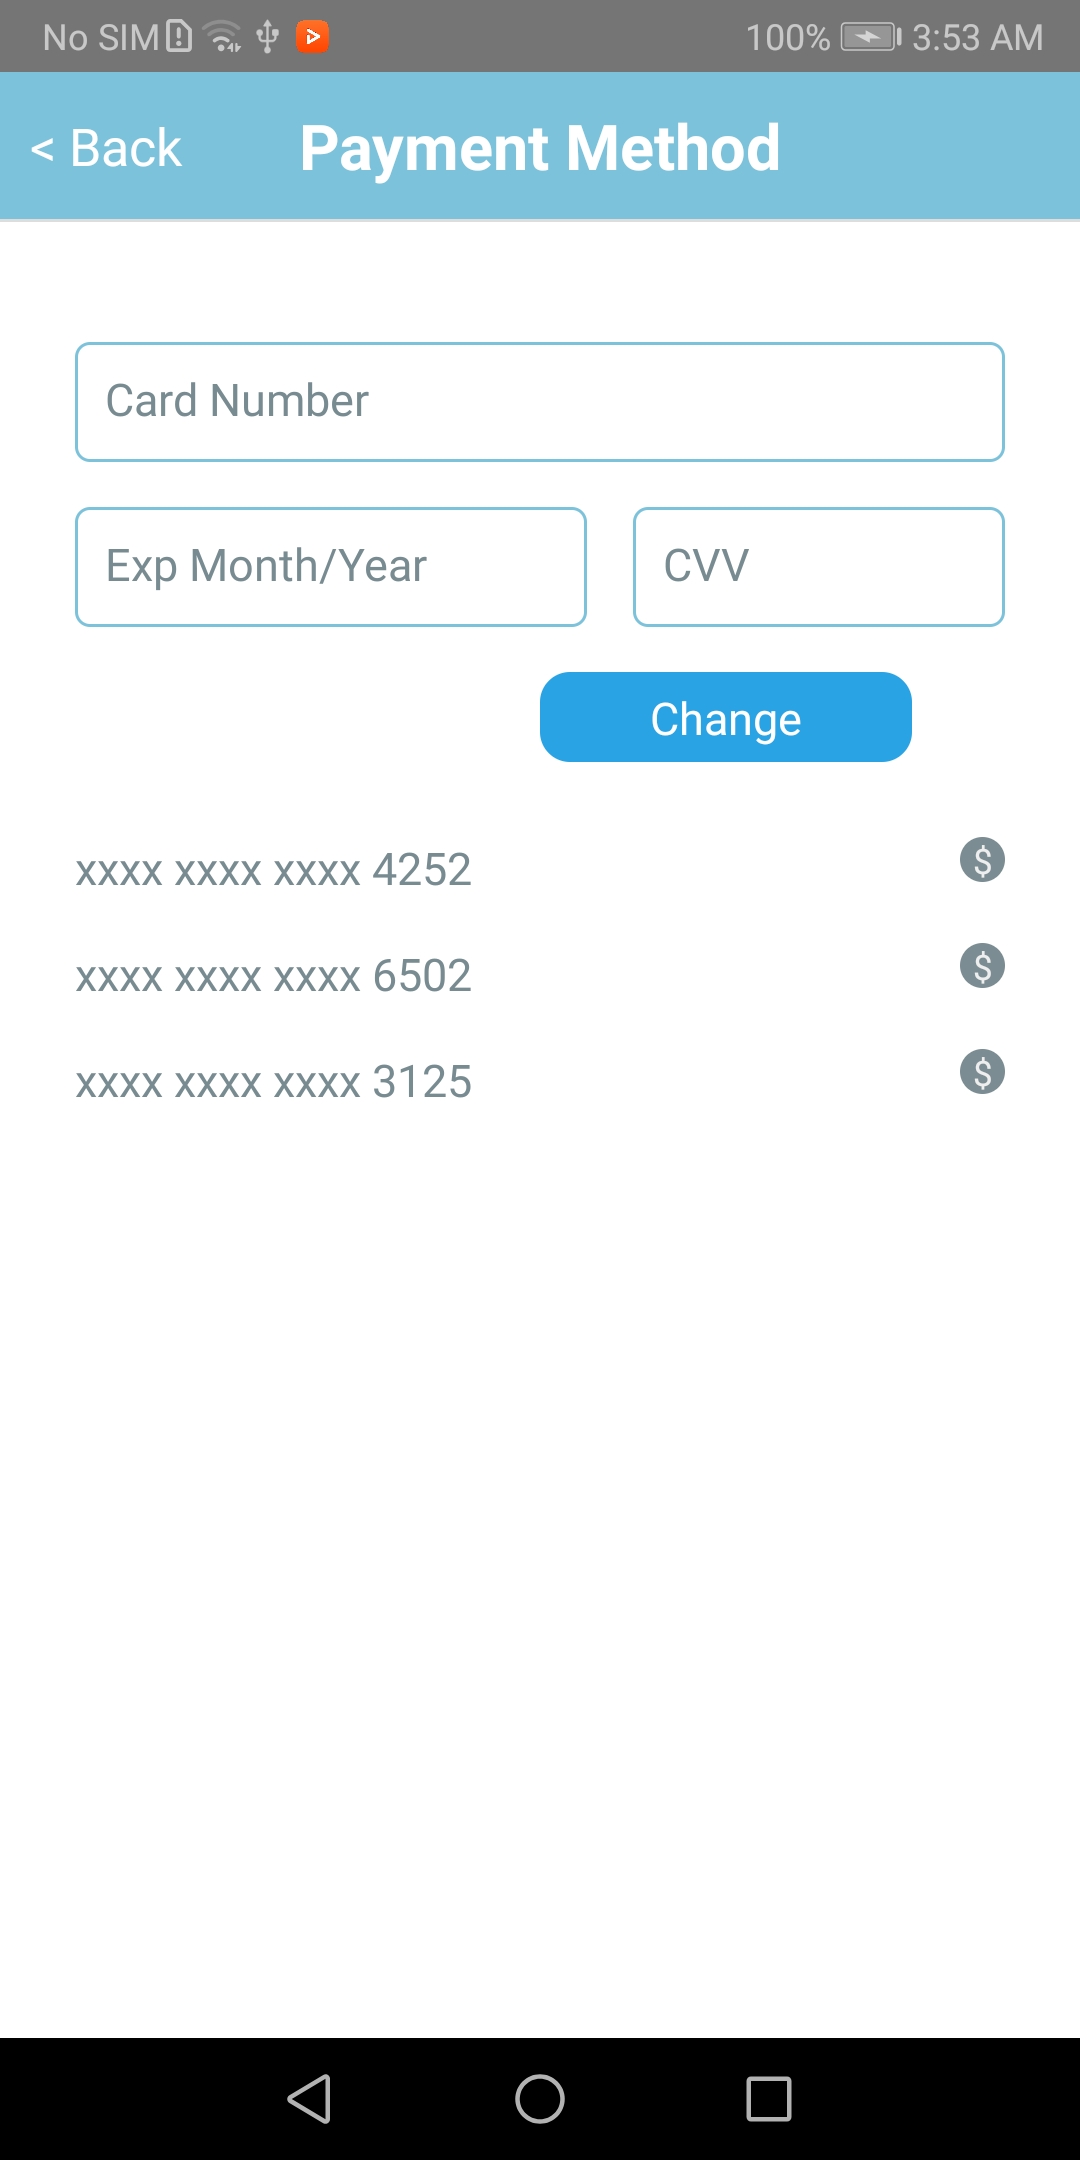 No SIM 100% 3:53 AM
< Back Payment Method
Card Number
Exp Month/Year CVV
Change
xxxx xxxx xxxx 4252 $
xxxx xxxx xxxx 6502 $
xxxx xxxx xxxx 3125 $